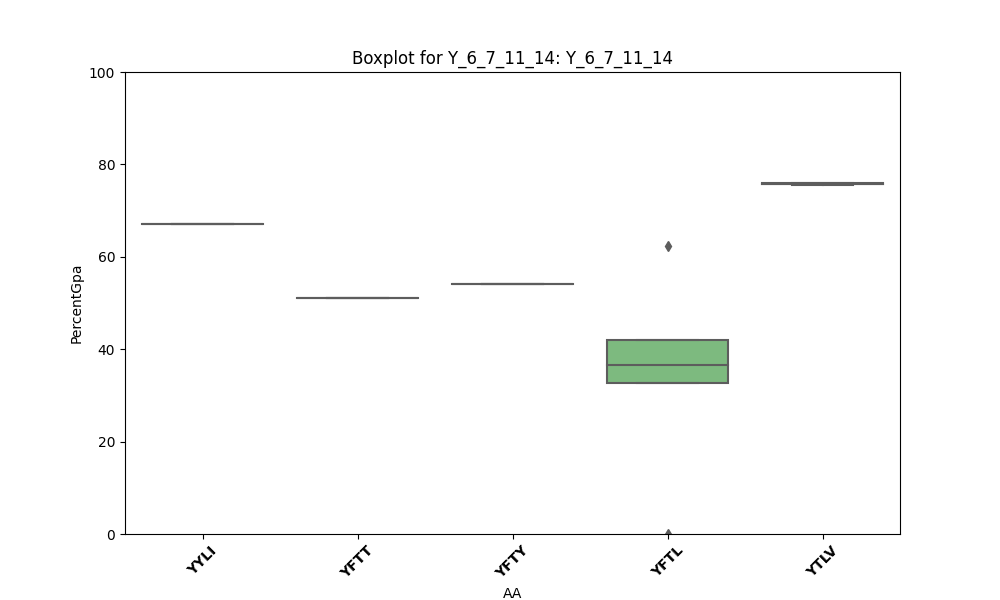 Boxplot for Y_6_7_11_14: Y_6_7_11_14
100
80
60
40
20
0
PercentGpa
YYLI
YFTT
YFTY
YFTL
YTLV
AA